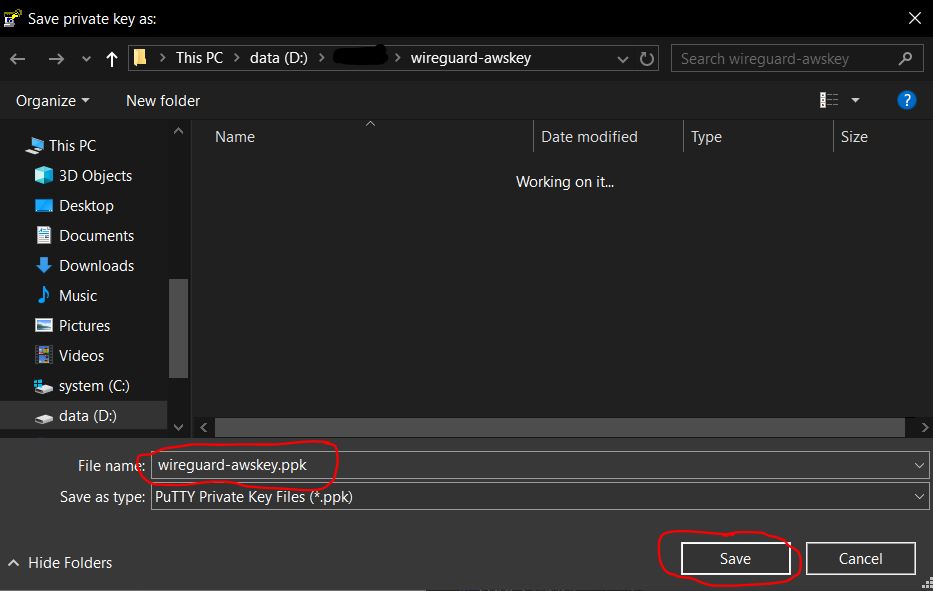 Save private key as:
This PC > data (D:) > > wireguard-awskey
Search wireguard-awskey
Organize New folder
?
Name Date modified Type Size
Working on it...
This PC
3D Objects
Desktop
Documents
Downloads
Music
Pictures
Videos
system (C:)
data (D:)
File name: wireguard-awskey.ppk
Save as type: PuTTY Private Key Files (*.ppk)
Hide Folders Save Cancel